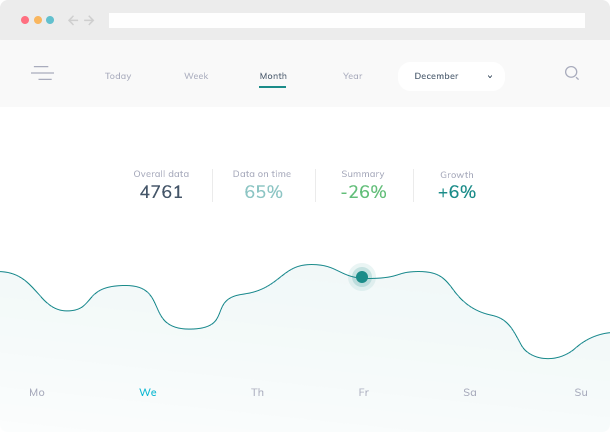 Today Week Month Year December
Overall data Data on time Summary Growth
4761 65% -26% +6%
Mo We Th Fr Sa Su